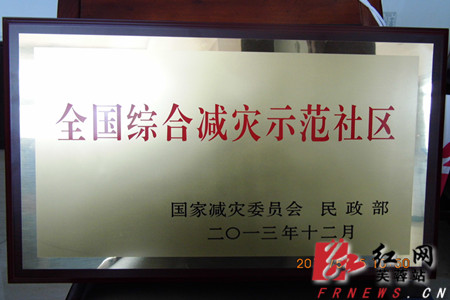 全国综合减灾示范社区
国家减灾委员会 民政部
二〇一三年十二月
红网
芙蓉站
FRNEWS.CN